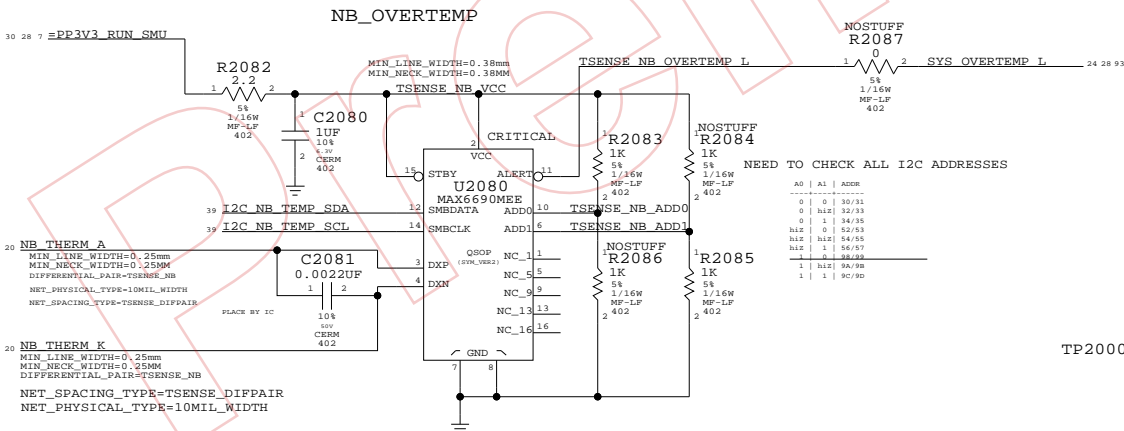 NB_OVERTEMP
30 28 7 =PP3V3_RUN_SMU
R2082
2.2
1 2
5%
1/16W
MF-LF
402
MIN_LINE_WIDTH=0.38mm
MIN_NECK_WIDTH=0.38MM
TSENSE_NB_VCC
TSENSE_NB_OVERTEMP_L
NOSTUFF
R2087
0
1 2
5%
1/16W
MF-LF
402
SYS_OVERTEMP_L 24 28 93
1
C2080
1UF
10%
6.3V
2
CERM
402
CRITICAL
2
VCC
15 STBY
ALERT 11
U2080
MAX6690MEE
39 I2C_NB_TEMP_SDA 12 SMBDATA
39 I2C_NB_TEMP_SCL 14 SMBCLK
ADD0 10 TSENSE_NB_ADD0
ADD1 6 TSENSE_NB_ADD1
QSOP
(SYM_VER2)
3 DXP
4 DXN
NC_1 1
NC_5 5
NC_9 9
NC_13 13
NC_16 16
GND
7 8
1
R2083
1K
5%
1/16W
MF-LF
2 402
NOSTUFF
1
R2084
1K
5%
1/16W
MF-LF
2 402
NOSTUFF
1
R2086
1K
5%
1/16W
MF-LF
2 402
1
R2085
1K
5%
1/16W
MF-LF
2 402
NEED TO CHECK ALL I2C ADDRESSES
A0 | A1 | ADDR
----+----+------
0 | 0 | 30/31
0 | hiZ| 32/33
0 | 1 | 34/35
hiZ | 0 | 52/53
hiZ | hiZ| 54/55
hiZ | 1 | 56/57
1 | 0 | 98/99
1 | hiZ| 9A/9B
1 | 1 | 9C/9D
20 NB_THERM_A
MIN_LINE_WIDTH=0.25mm
MIN_NECK_WIDTH=0.25MM
DIFFERENTIAL_PAIR=TSENSE_NB
NET_PHYSICAL_TYPE=10MIL_WIDTH
NET_SPACING_TYPE=TSENSE_DIFPAIR
C2081
0.0022UF
1 2
PLACE BY IC
10%
50V
CERM
402
20 NB_THERM_K
MIN_LINE_WIDTH=0.25mm
MIN_NECK_WIDTH=0.25MM
DIFFERENTIAL_PAIR=TSENSE_NB
NET_SPACING_TYPE=TSENSE_DIFPAIR
NET_PHYSICAL_TYPE=10MIL_WIDTH
TP2000